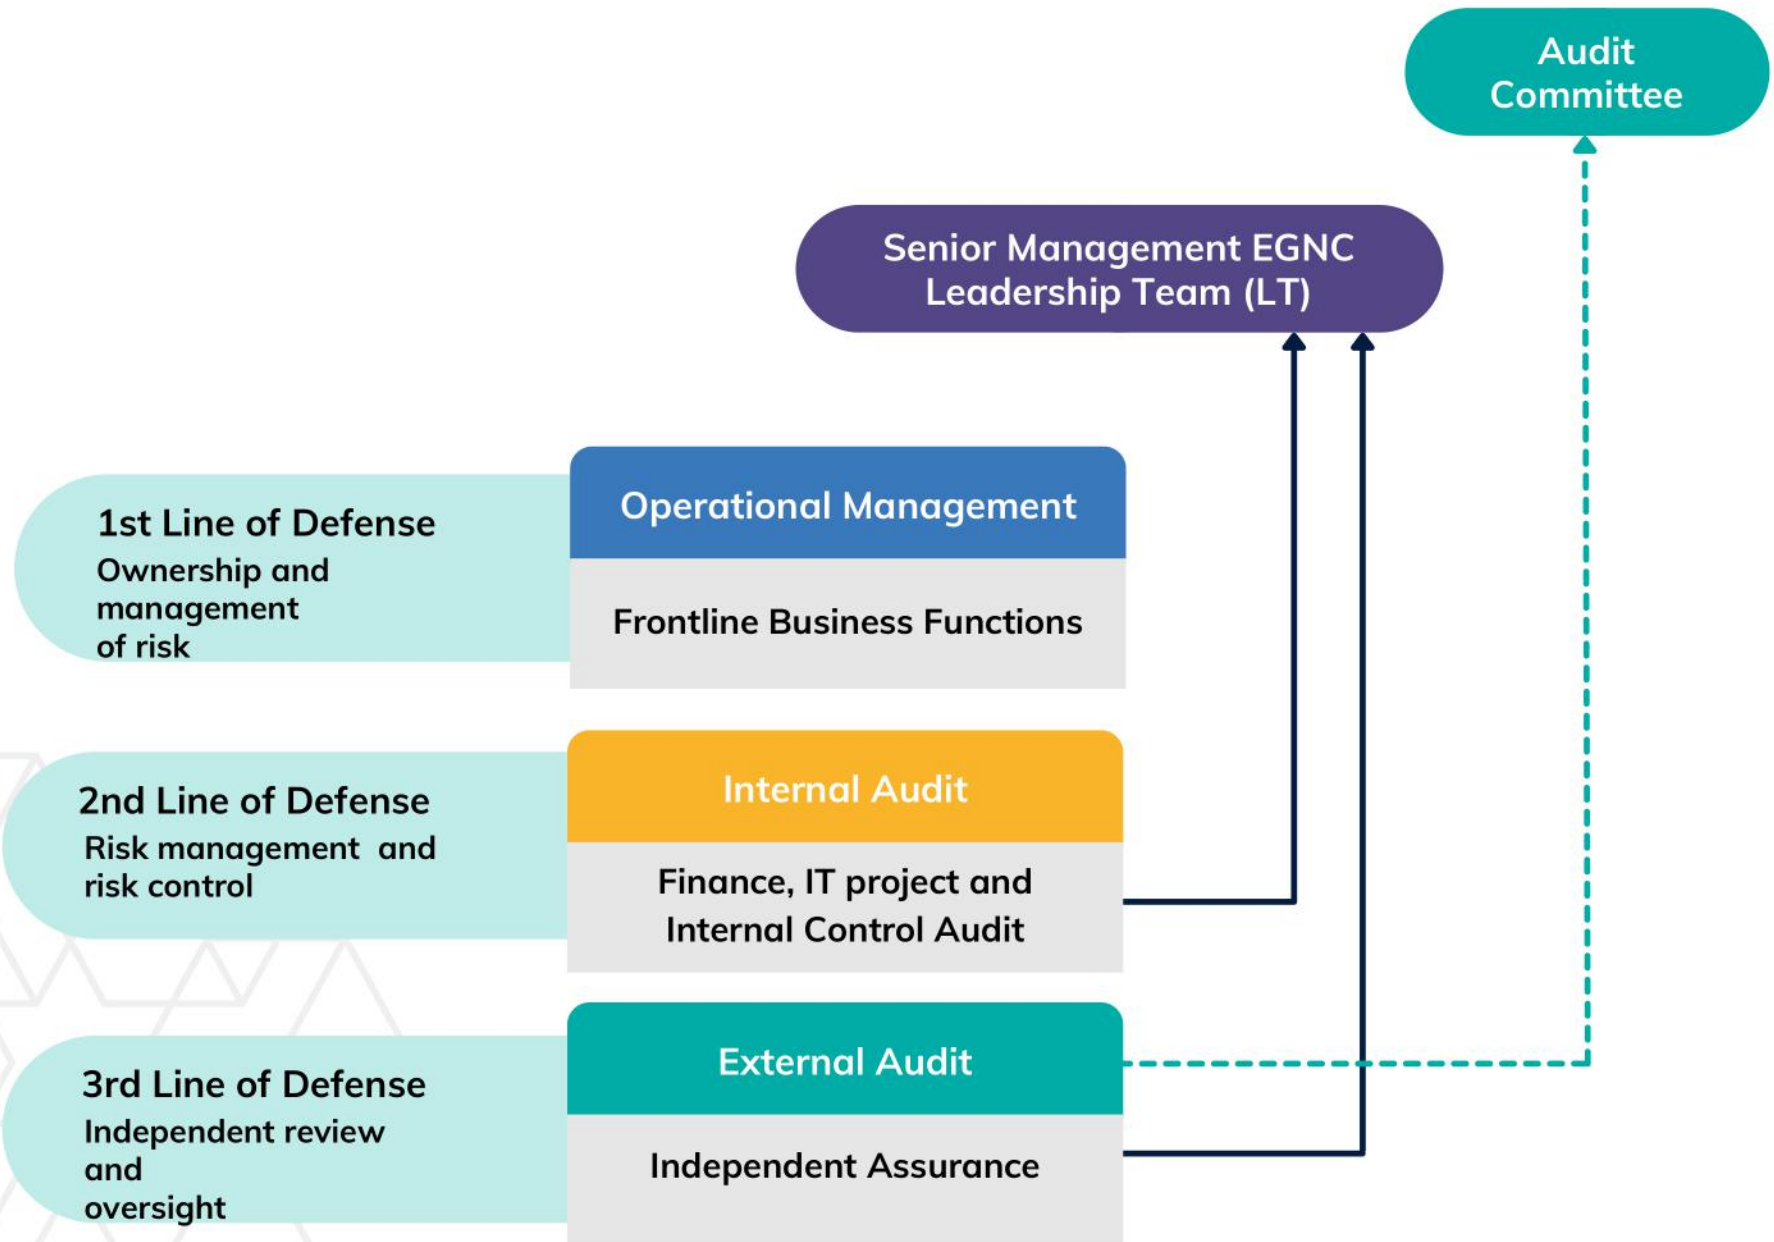 Audit
Committee
Senior Management EGNC
Leadership Team (LT)
1st Line of Defense
Ownership and
management
of risk
Operational Management
Frontline Business Functions
2nd Line of Defense
Risk management and
risk control
Internal Audit
Finance, IT project and
Internal Control Audit
3rd Line of Defense
Independent review
and
oversight
External Audit
Independent Assurance